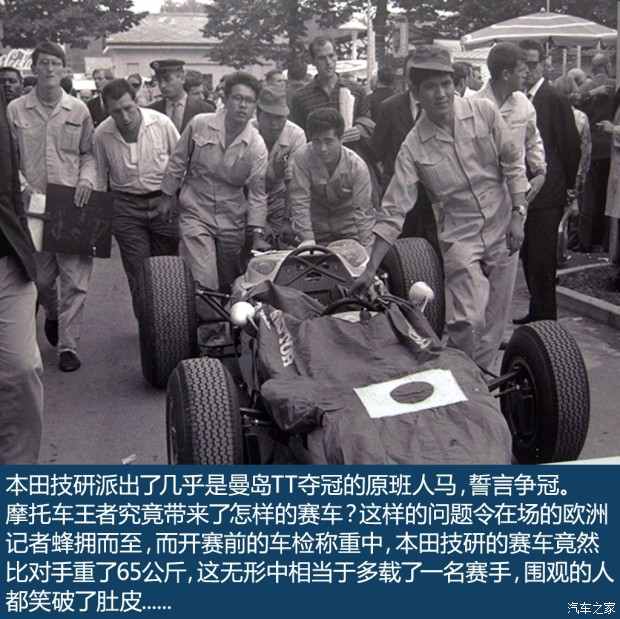 Coca-Cola
HONDA
本田技研派出了几乎是曼岛TT夺冠的原班人马,誓言争冠。
摩托车王者究竟带来了怎样的赛车?这样的问题令在场的欧洲
记者蜂拥而至,而开赛前的车检称重中,本田技研的赛车竟然
比对手重了65公斤,这无形中相当于多载了一名赛手,围观的人
都笑破了肚皮......
汽车之家